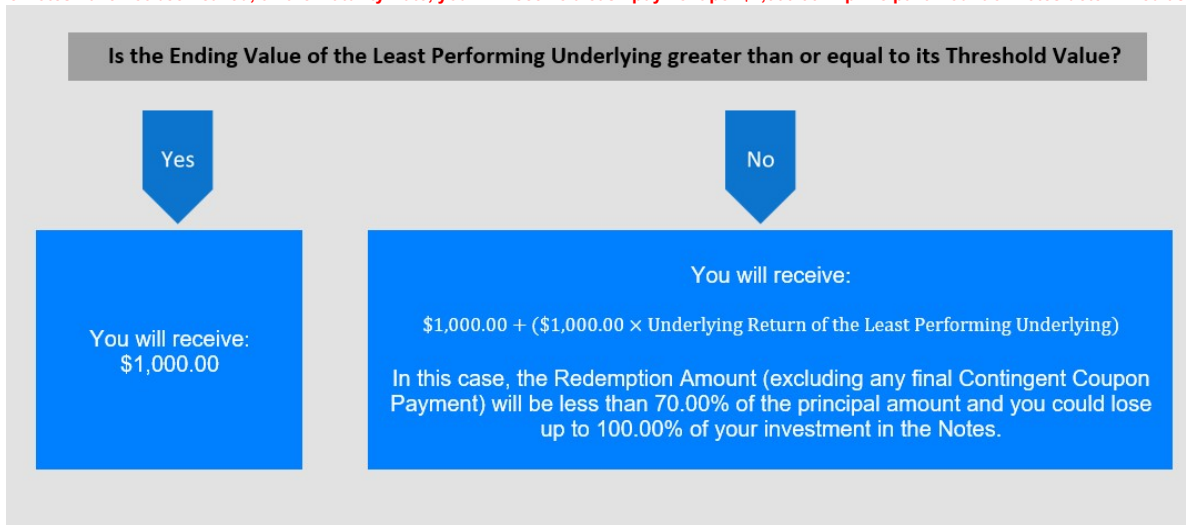 Is the Ending Value of the Least Performing Underlying greater than or equal to its Threshold Value?
Yes
No
You will receive:
$1,000.00
You will receive:
$1,000.00 + ($1,000.00 × Underlying Return of the Least Performing Underlying)
In this case, the Redemption Amount (excluding any final Contingent Coupon
Payment) will be less than 70.00% of the principal amount and you could lose
up to 100.00% of your investment in the Notes.